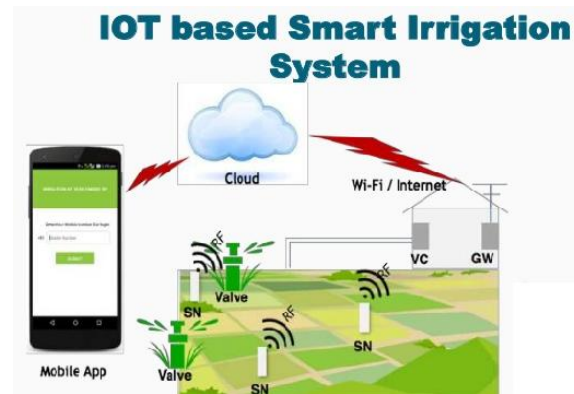 IOT based Smart Irrigation
System
Cloud
Wi-Fi / Internet
VC
GW
RF
Valve
SN
RF
SN
RF
Valve
SN
Mobile App